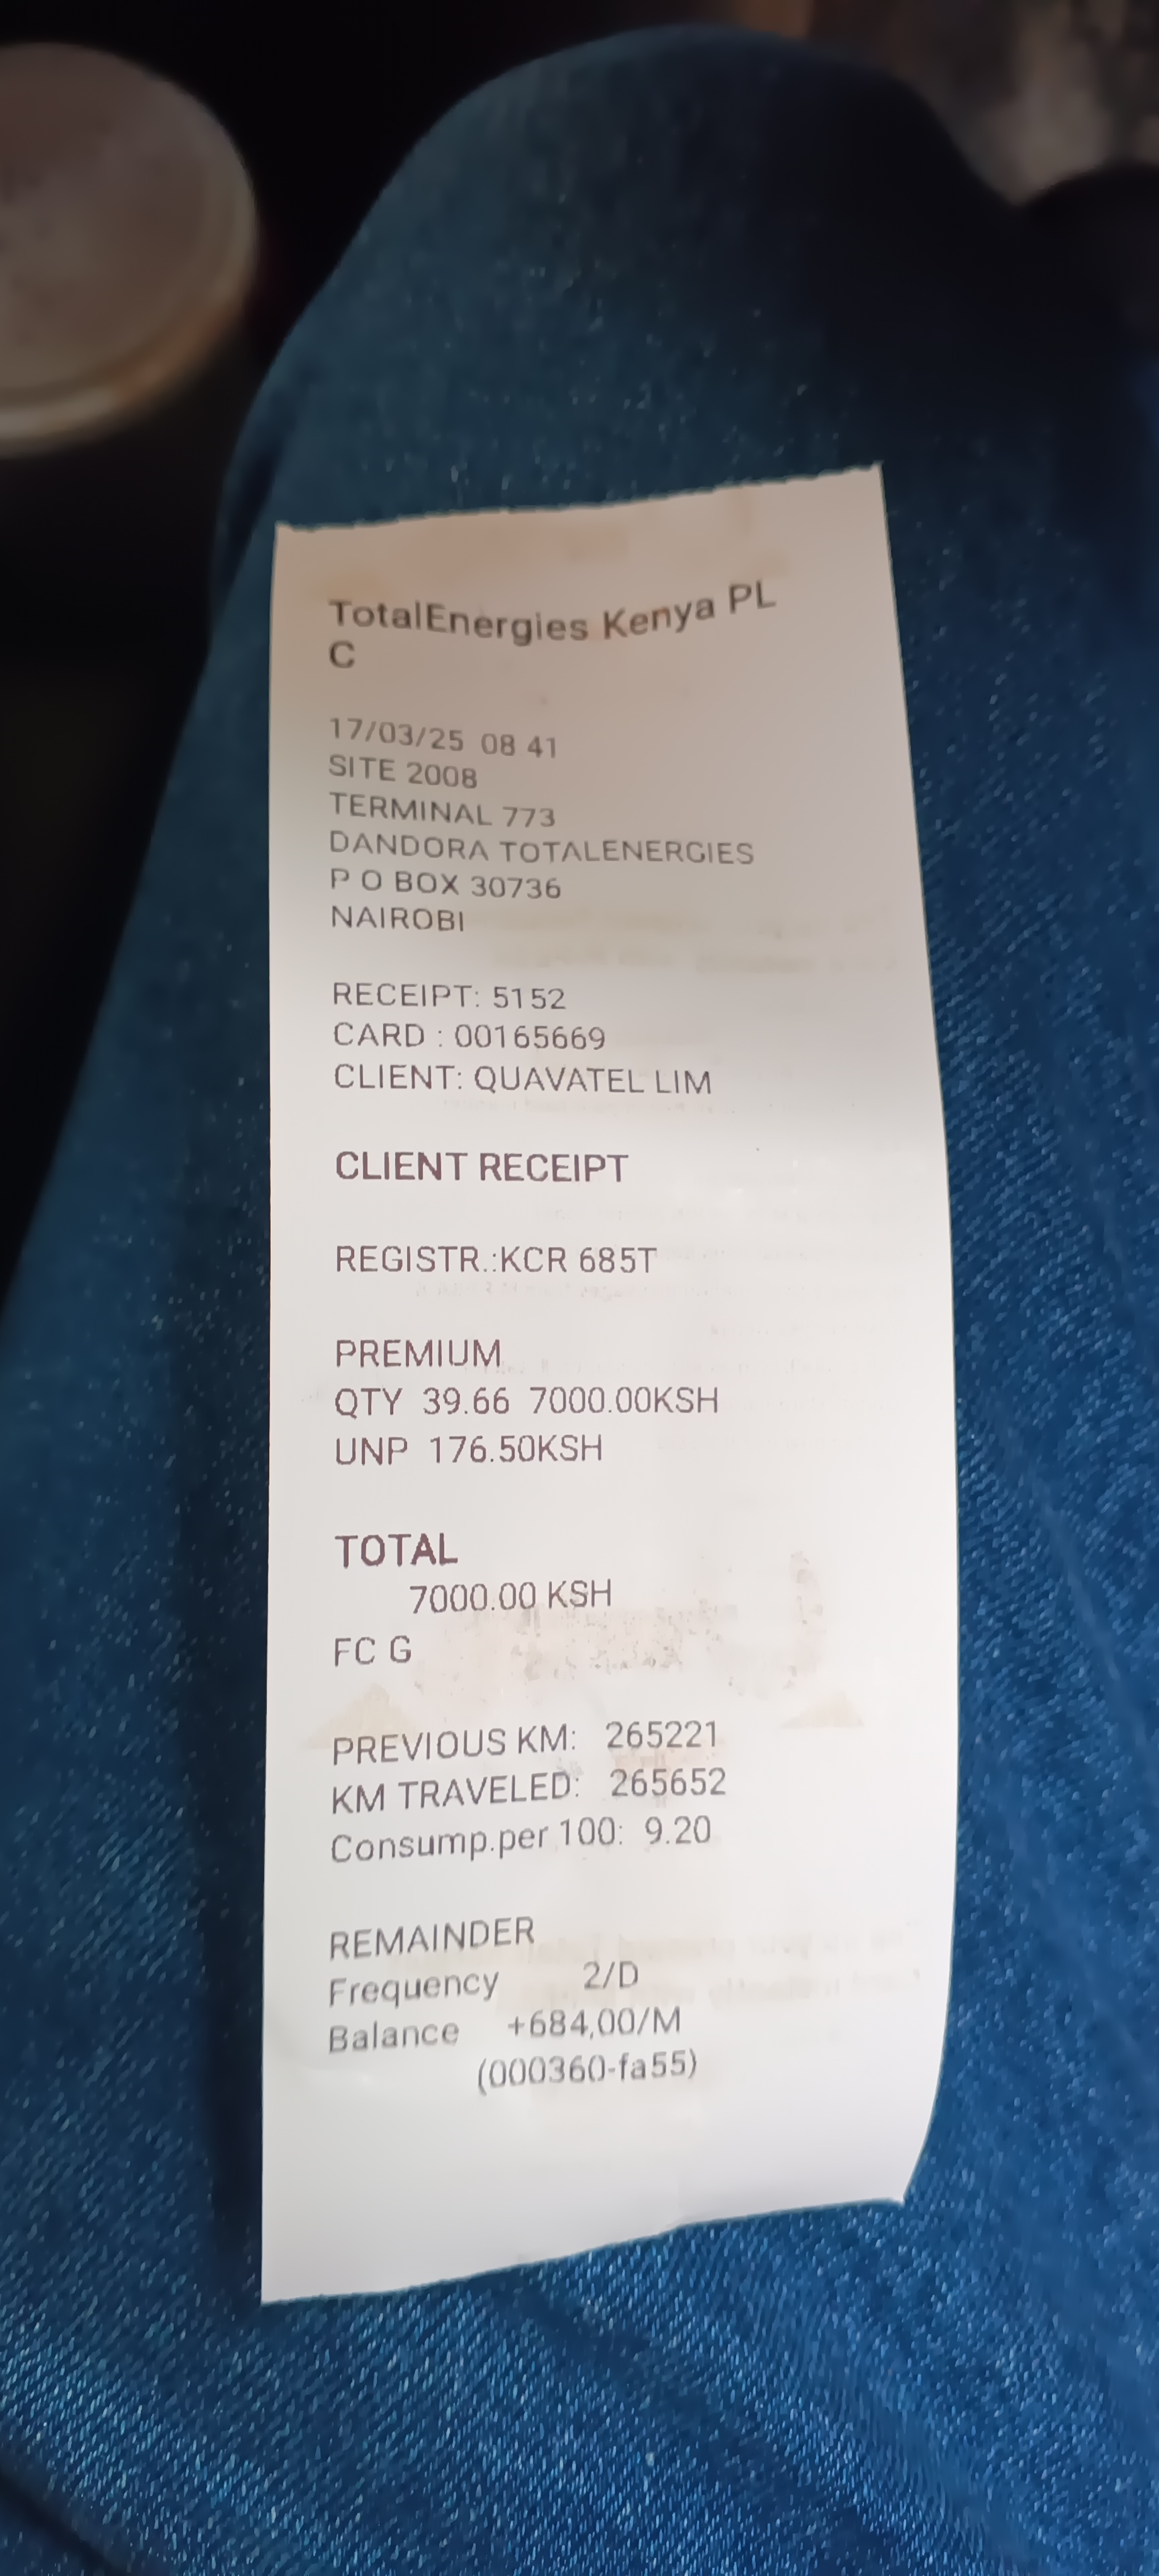 TotalEnergies Kenya PL
C
17/03/25 08 41
SITE 2008
TERMINAL 773
DANDORA TOTALENERGIES
P O BOX 30736
NAIROBI
RECEIPT: 5152
CARD : 00165669
CLIENT: QUAVATEL LIM
CLIENT RECEIPT
REGISTR.:KCR 685T
PREMIUM
QTY 39.66 7000.00KSH
UNP 176.50KSH
TOTAL
7000.00 KSH
FC G
PREVIOUS KM: 265221
KM TRAVELED: 265652
Consump.per 100: 9.20
REMAINDER
Frequency 2/D
Balance +684,00/M
(000360-fa55)